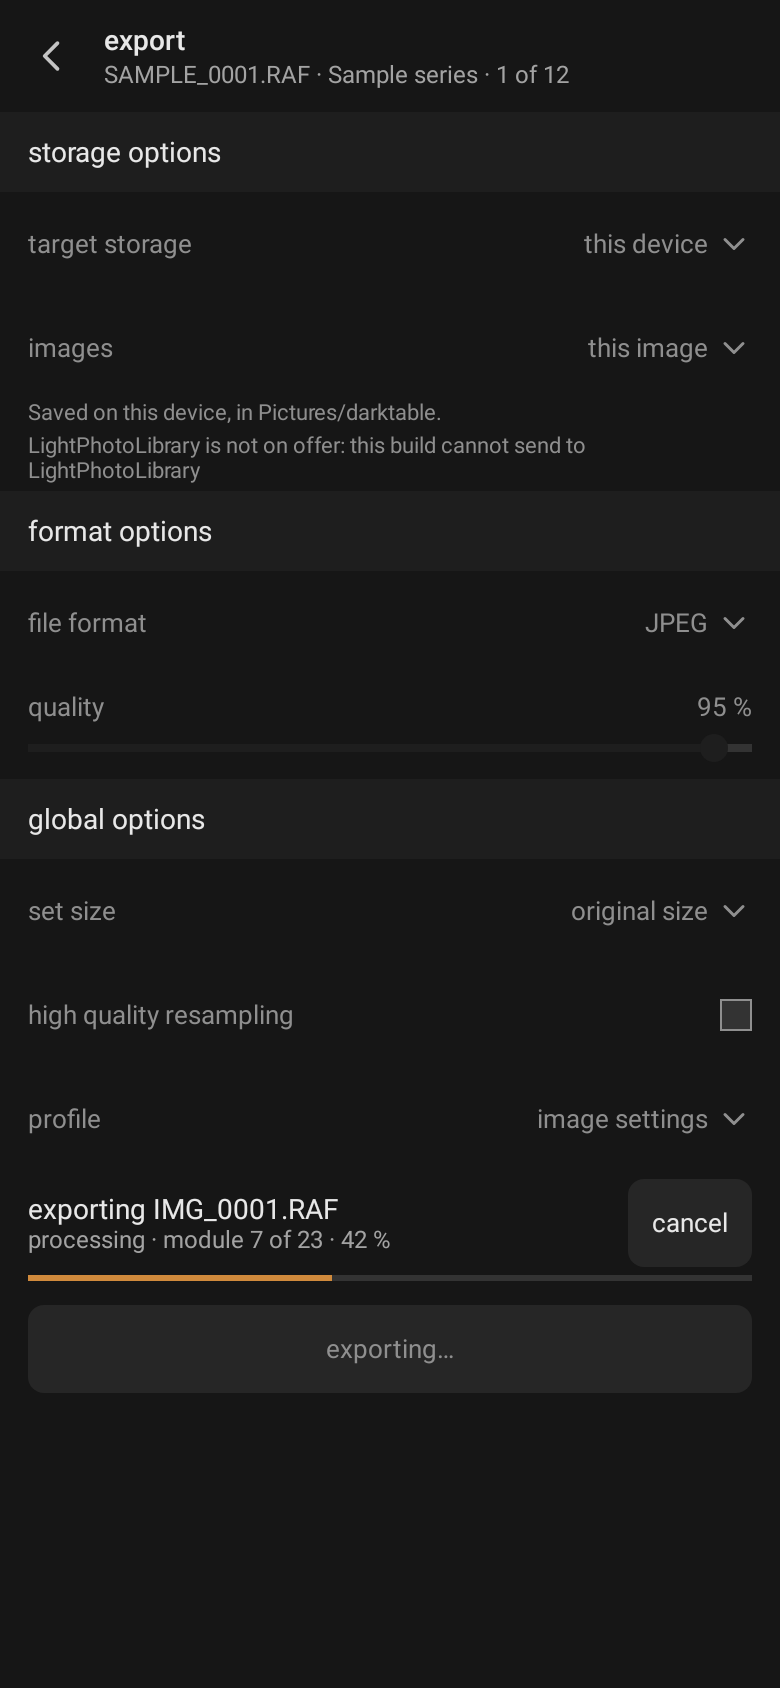 export
SAMPLE_0001.RAF · Sample series · 1 of 12
storage options
target storage this device
images this image
Saved on this device, in Pictures/darktable.
LightPhotoLibrary is not on offer: this build cannot send to
LightPhotoLibrary
format options
file format JPEG
quality 95 %
global options
set size original size
high quality resampling
profile image settings
exporting IMG_0001.RAF
processing · module 7 of 23 · 42 %
cancel
exporting…